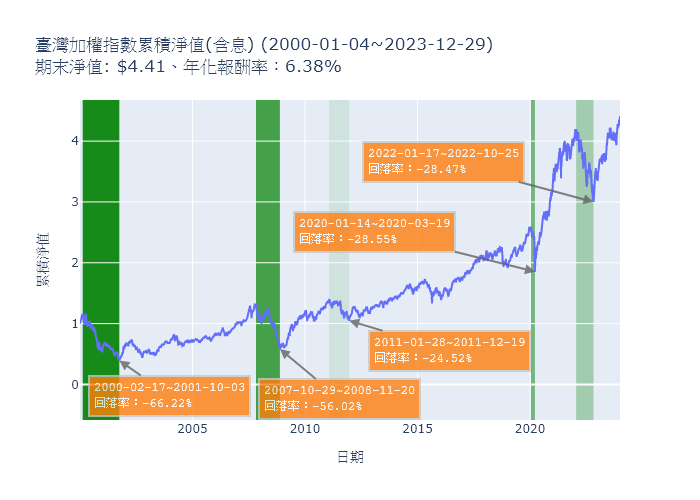 臺灣加權指數累積淨值(含息) (2000-01-04~2023-12-29)
期末淨值: $4.41、年化報酬率：6.38%
2022-01-17~2022-10-25
回落率：-28.47%
2020-01-14~2020-03-19
回落率：-28.55%
2011-01-28~2011-12-19
回落率：-24.52%
2000-02-17~2001-10-03
回落率：-66.22%
2007-10-29~2008-11-20
回落率：-56.02%
累積淨值
4
3
2
1
0
2005
2010
2015
2020
日期